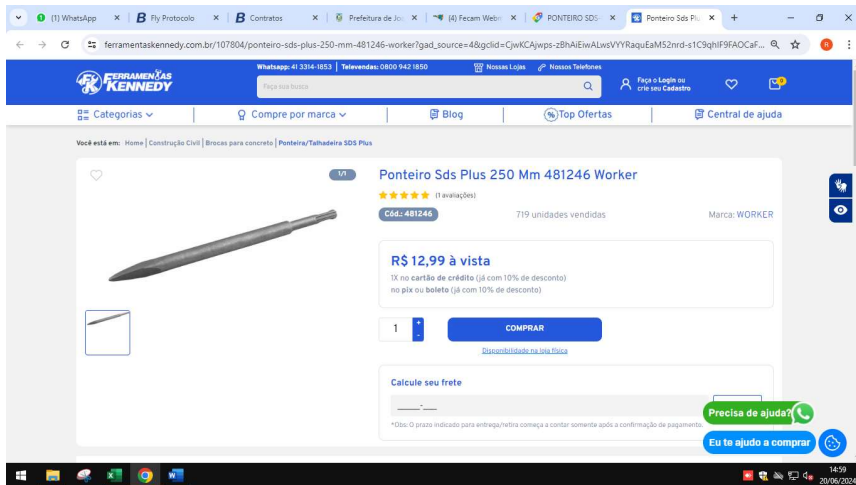 (1) WhatsApp
Fly Protocolo
Contratos
Prefeitura de Joa
(4) Fecam Webm
PONTEIRO SDS-
Ponteiro Sds Plu
ferramentaskennedy.com.br/107804/ponteiro-sds-plus-250-mm-481246-worker?gad_source=4&gclid=
Whatsapp: 41 3314-1853 | Televendas: 0800 942 1850
Nossas Lojas
Nossos Telefones
FERRAMENTAS
KENNEDY
Faça sua busca
Faça o Login ou
crie seu Cadastro
0
Categorias
Compre por marca
Blog
Top Ofertas
Central de ajuda
Você está em: Home | Construção Civil | Brocas para concreto | Ponteira/Talhadeira SDS Plus
1/1
Ponteiro Sds Plus 250 Mm 481246 Worker
(1 avaliações)
Cód.: 481246
719 unidades vendidas
Marca: WORKER
R$ 12,99 à vista
1X no cartão de crédito (já com 10% de desconto)
no pix ou boleto (já com 10% de desconto)
1
+
-
COMPRAR
Disponibilidade na loja física
Calcule seu frete
_____-___
*Obs: O prazo indicado para entrega/retira começa a contar somente após a confirmação de pagamento.
Precisa de ajuda?
Eu te ajudo a comprar
14:59
20/06/2024